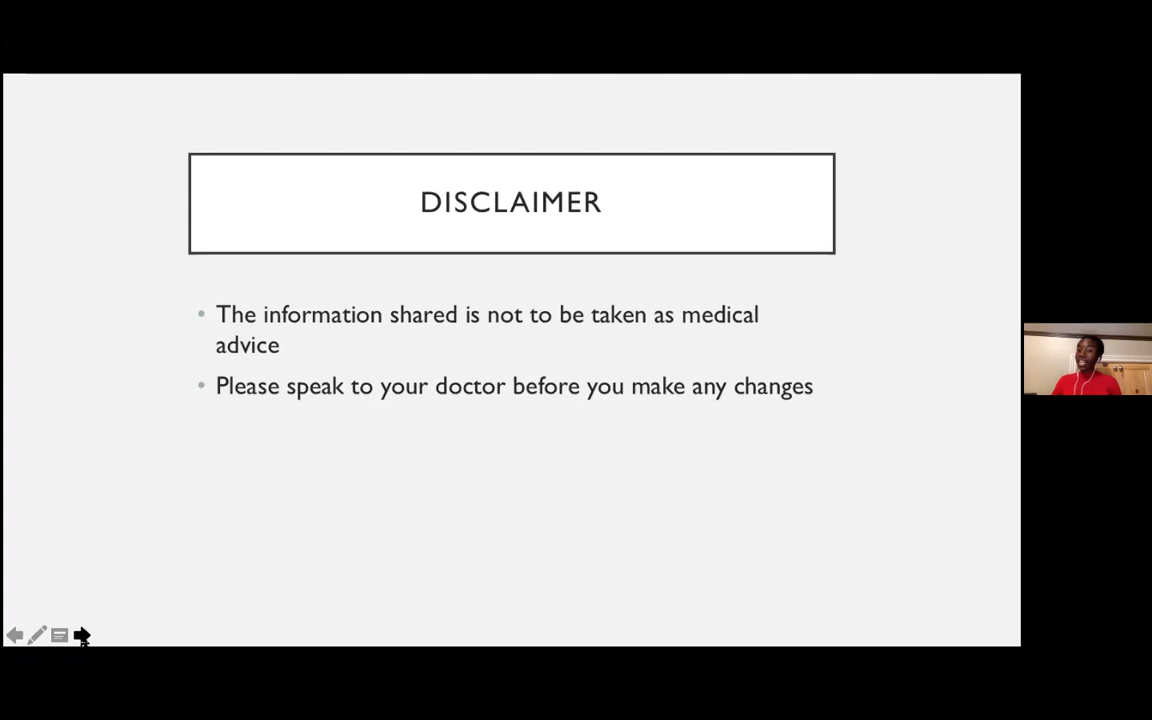 DISCLAIMER
• The information shared is not to be taken as medical
advice
• Please speak to your doctor before you make any changes